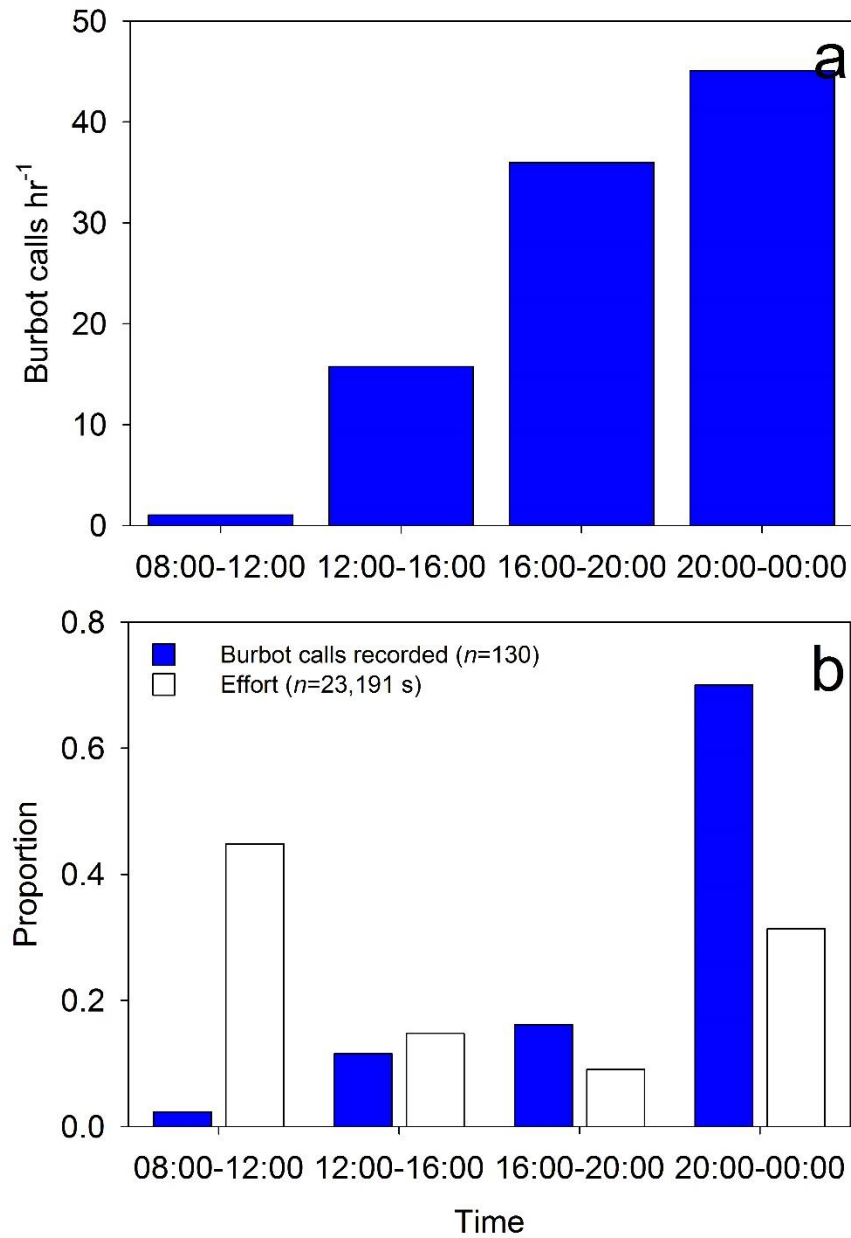 a
50
40
30
20
10
0
Burbot calls hr⁻¹
08:00-12:00 12:00-16:00 16:00-20:00 20:00-00:00
b
Burbot calls recorded (n=130)
Effort (n=23,191 s)
0.8
0.6
0.4
0.2
0.0
Proportion
08:00-12:00 12:00-16:00 16:00-20:00 20:00-00:00
Time